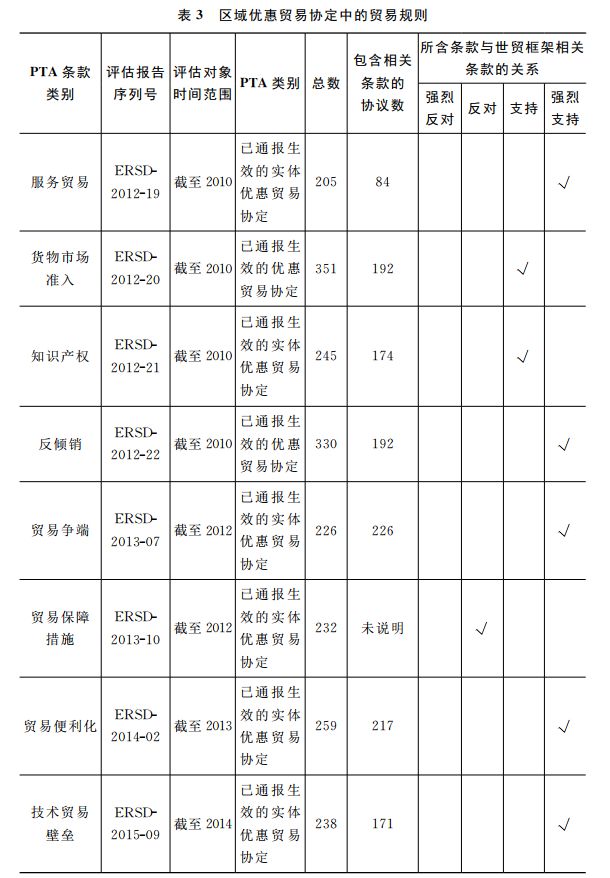 表 3 区域优惠贸易协定中的贸易规则
PTA 条款
类别
评估报告
序列号
评估对象
时间范围
PTA 类别
总数
包含相关
条款的
协议数
所含条款与世贸框架相关
条款的关系
强烈
反对
反对
支持
强烈
支持
服务贸易
ERSD-
2012-19
截至 2010
已通报生
效的实体
优惠贸易
协定
205
84
√
货物市场
准入
ERSD-
2012-20
截至 2010
已通报生
效的优惠
贸易协定
351
192
√
知识产权
ERSD-
2012-21
截至 2010
已通报生
效的实体
优惠贸易
协定
245
174
√
反倾销
ERSD-
2012-22
截至 2010
已通报生
效的优惠
贸易协定
330
192
√
贸易争端
ERSD-
2013-07
截至 2012
已通报生
效的实体
优惠贸易
协定
226
226
√
贸易保障
措施
ERSD-
2013-10
截至 2012
已通报生
效的实体
优惠贸易
协定
232
未说明
√
贸易便利化
ERSD-
2014-02
截至 2013
已通报生
效的实体
优惠贸易
协定
259
217
√
技术贸易
壁垒
ERSD-
2015-09
截至 2014
已通报生
效的实体
优惠贸易
协定
238
171
√